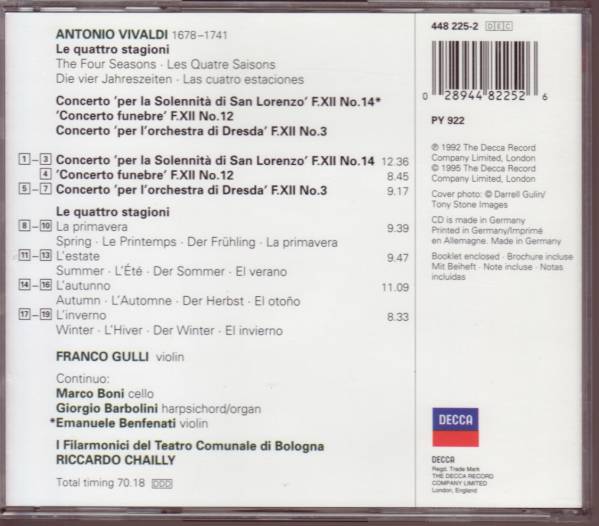 ANTONIO VIVALDI 1678–1741
Le quattro stagioni
The Four Seasons · Les Quatre Saisons
Die vier Jahreszeiten · Las cuatro estaciones
Concerto 'per la Solennità di San Lorenzo' F.XII No.14*
'Concerto funebre' F.XII No.12
Concerto 'per l'orchestra di Dresda' F.XII No.3
1–3 Concerto 'per la Solennità di San Lorenzo' F.XII No.14 12.36
4 'Concerto funebre' F.XII No.12 8.45
5–7 Concerto 'per l'orchestra di Dresda' F.XII No.3 9.17
Le quattro stagioni
8–10 La primavera 9.39
Spring · Le Printemps · Der Frühling · La primavera
11–13 L'estate 9.47
Summer · L'Été · Der Sommer · El verano
14–16 L'autunno 11.09
Autumn · L'Automne · Der Herbst · El otoño
17–19 L'inverno 8.33
Winter · L'Hiver · Der Winter · El invierno
FRANCO GULLI violin
Continuo:
Marco Boni cello
Giorgio Barbolini harpsichord/organ
*Emanuele Benfenati violin
I Filarmonici del Teatro Comunale di Bologna
RICCARDO CHAILLY
Total timing 70.18 DDD
448 225-2 DEC
0 28944 82252 6
PY 922
℗ 1992 The Decca Record
Company Limited, London
© 1995 The Decca Record
Company Limited, London
Cover photo: © Darrell Gulin/
Tony Stone Images
CD is made in Germany
Printed in Germany/Imprimé
en Allemagne. Made in Germany
Booklet enclosed · Brochure incluse
Mit Beiheft · Note incluse · Notas
incluidas
DECCA
DECCA
Regd. Trade Mark
THE DECCA RECORD
COMPANY LIMITED
London, England